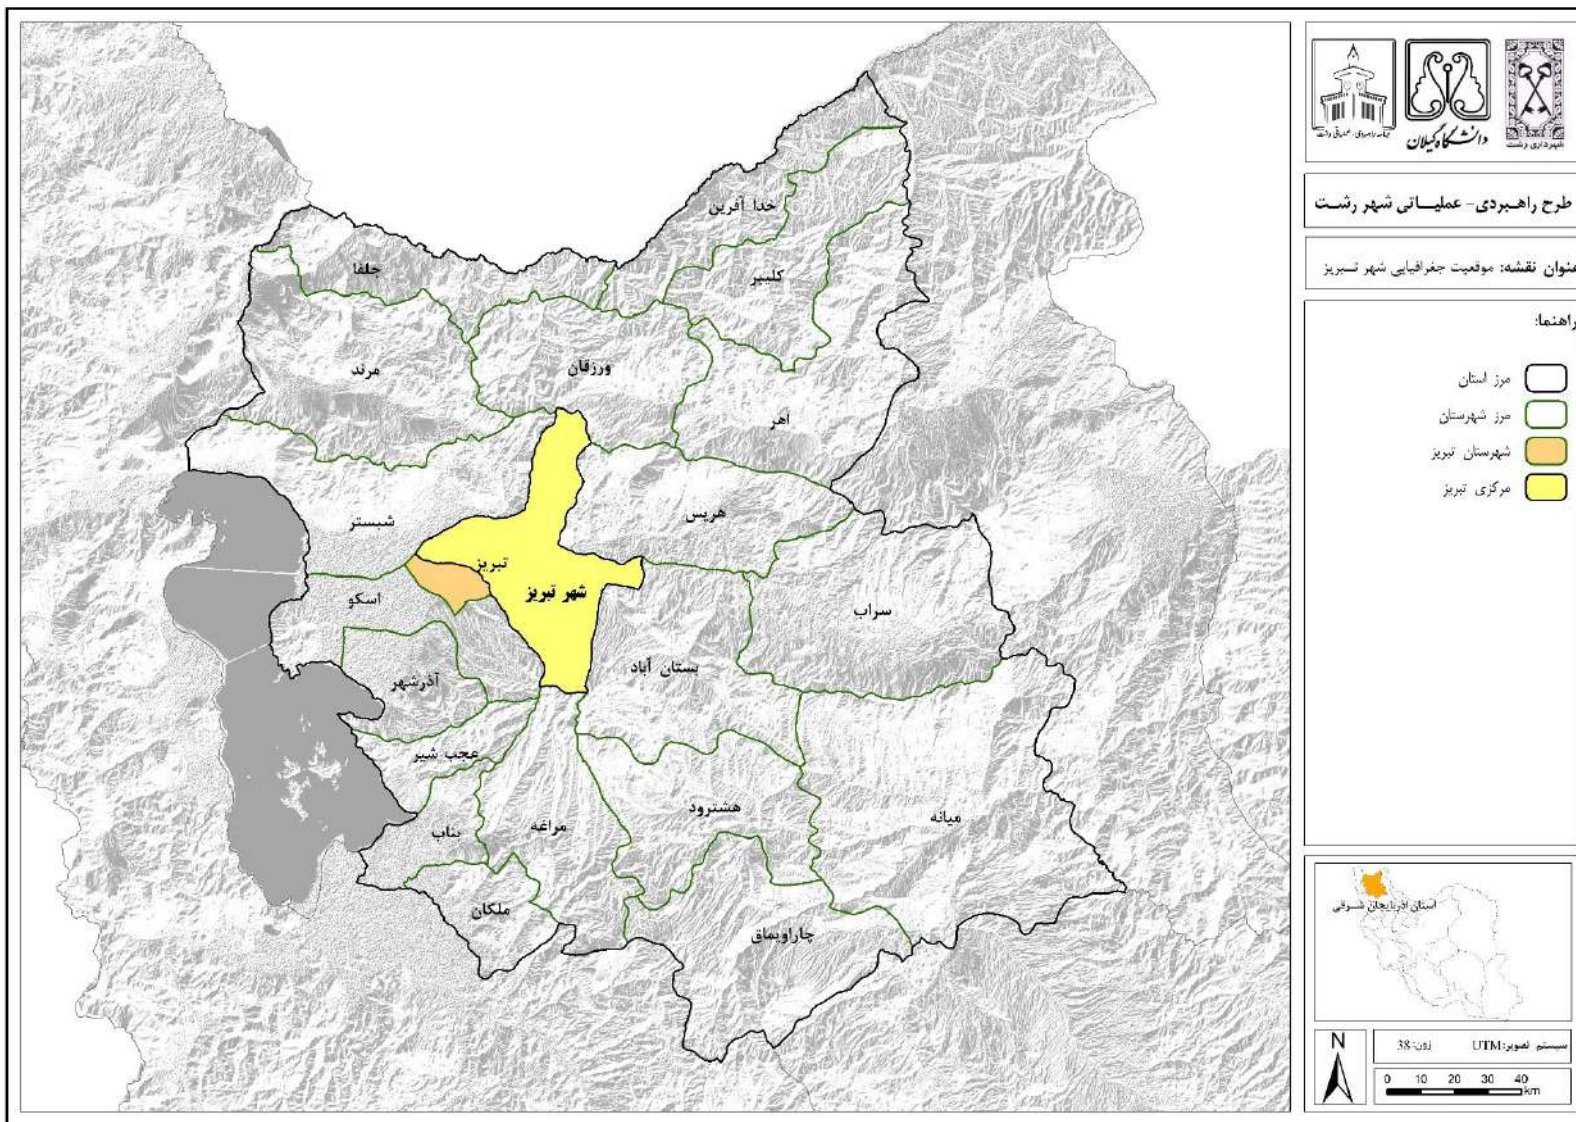 شهرداری رشت
دانشگاه گیلان
طرح راهبردی- عملیاتی شهر رشت
عنوان نقشه: موقعیت جغرافیایی شهر تبریز
راهنما:
مرز استان
مرز شهرستان
شهرستان تبریز
مرکزی تبریز
خدا آفرین
کلیبر
جلفا
مرند
ورزقان
اهر
شبستر
هریس
تبریز
شهر تبریز
اسکو
سراب
بستان آباد
آذرشهر
عجب شیر
هشترود
میانه
بناب
مراغه
ملکان
چاراویماق
استان اذربایجان شرقی
N
سیستم تصویر: UTM زون: 38
0 10 20 30 40
km